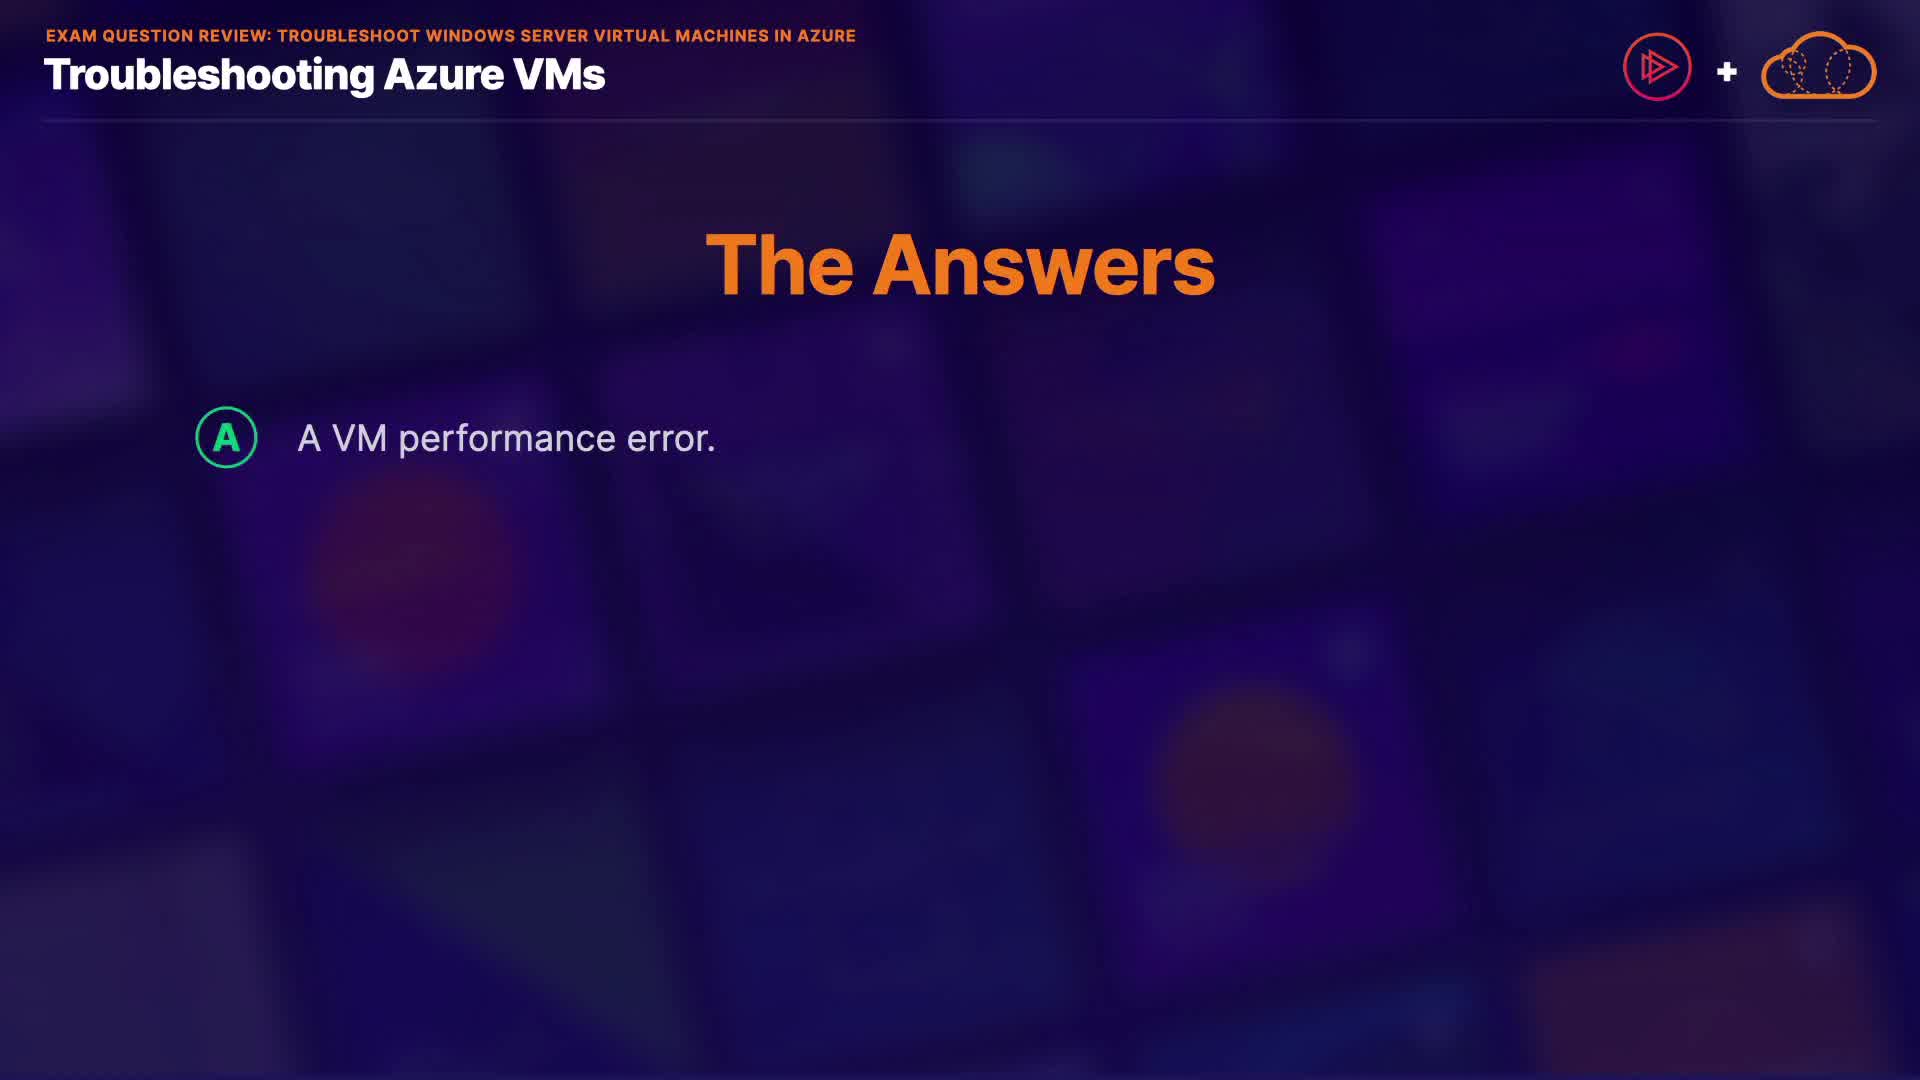 EXAM QUESTION REVIEW: TROUBLESHOOT WINDOWS SERVER VIRTUAL MACHINES IN AZURE
Troubleshooting Azure VMs
The Answers
A A VM performance error.